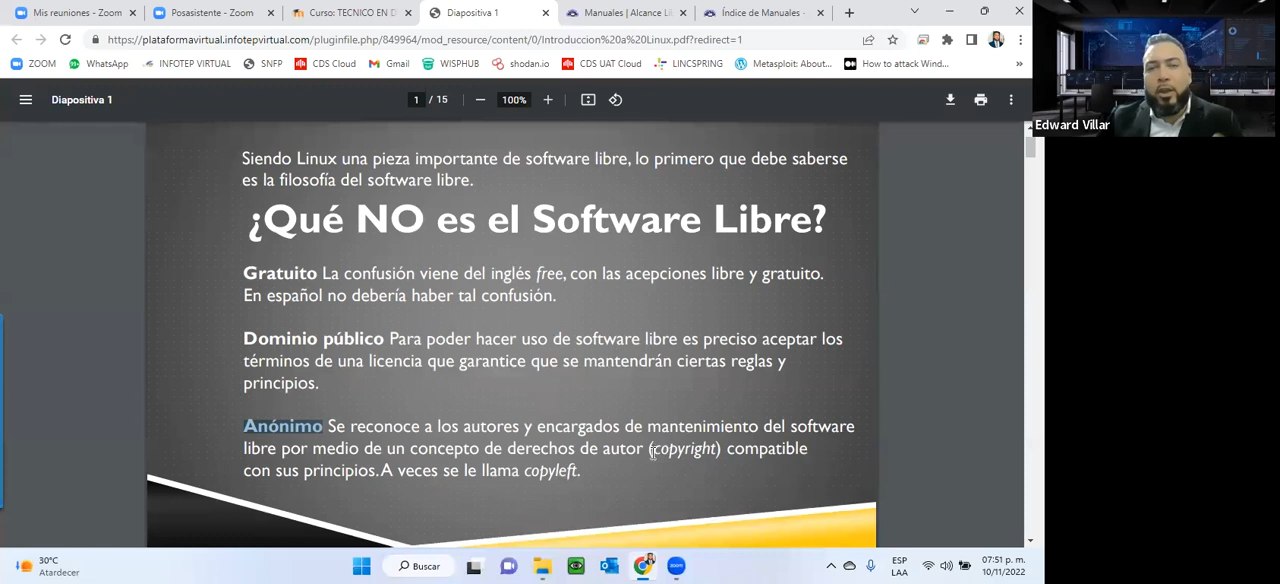 Mis reuniones - Zoom
Posasistente - Zoom
Curso: TECNICO EN D
Diapositiva 1
Manuales | Alcance Li
Índice de Manuales -
https://plataformavirtual.infotepvirtual.com/pluginfile.php/849964/mod_resource/content/0/Introduccion%20a%20Linux.pdf?redirect=1
ZOOM
WhatsApp
INFOTEP VIRTUAL
SNFP
CDS Cloud
Gmail
WISPHUB
shodan.io
CDS UAT Cloud
LINCSPRING
Metasploit: About...
How to attack Wind...
»
Diapositiva 1
1 / 15
100%
Edward Villar
Siendo Linux una pieza importante de software libre, lo primero que debe saberse
es la filosofía del software libre.
¿Qué NO es el Software Libre?
Gratuito La confusión viene del inglés free, con las acepciones libre y gratuito.
En español no debería haber tal confusión.
Dominio público Para poder hacer uso de software libre es preciso aceptar los
términos de una licencia que garantice que se mantendrán ciertas reglas y
principios.
Anónimo Se reconoce a los autores y encargados de mantenimiento del software
libre por medio de un concepto de derechos de autor (copyright) compatible
con sus principios. A veces se le llama copyleft.
30°C
Atardecer
Buscar
zoom
ESP
LAA
07:51 p. m.
10/11/2022